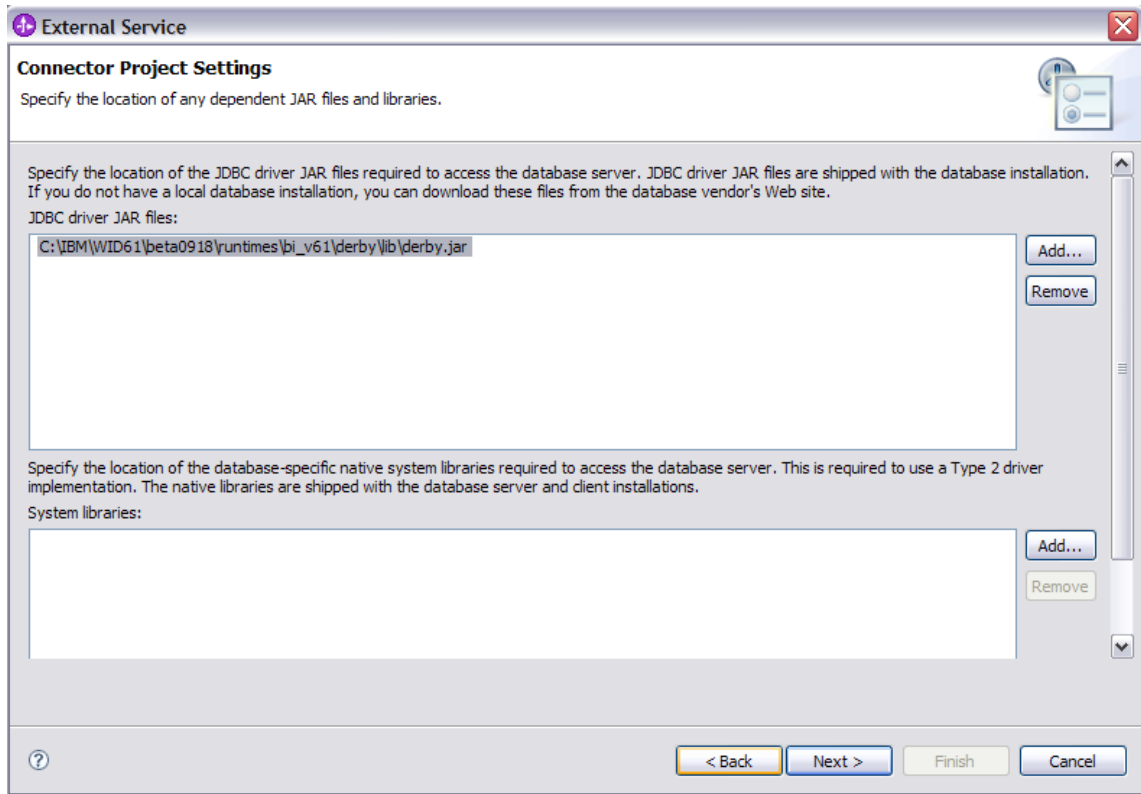 External Service
Connector Project Settings
Specify the location of any dependent JAR files and libraries.
Specify the location of the JDBC driver JAR files required to access the database server. JDBC driver JAR files are shipped with the database installation.
If you do not have a local database installation, you can download these files from the database vendor's Web site.
JDBC driver JAR files:
C:\IBM\WID61\beta0918\runtimes\bi_v61\derby\lib\derby.jar
Add...
Remove
Specify the location of the database-specific native system libraries required to access the database server. This is required to use a Type 2 driver
implementation. The native libraries are shipped with the database server and client installations.
System libraries:
Add...
Remove
?
< Back
Next >
Finish
Cancel